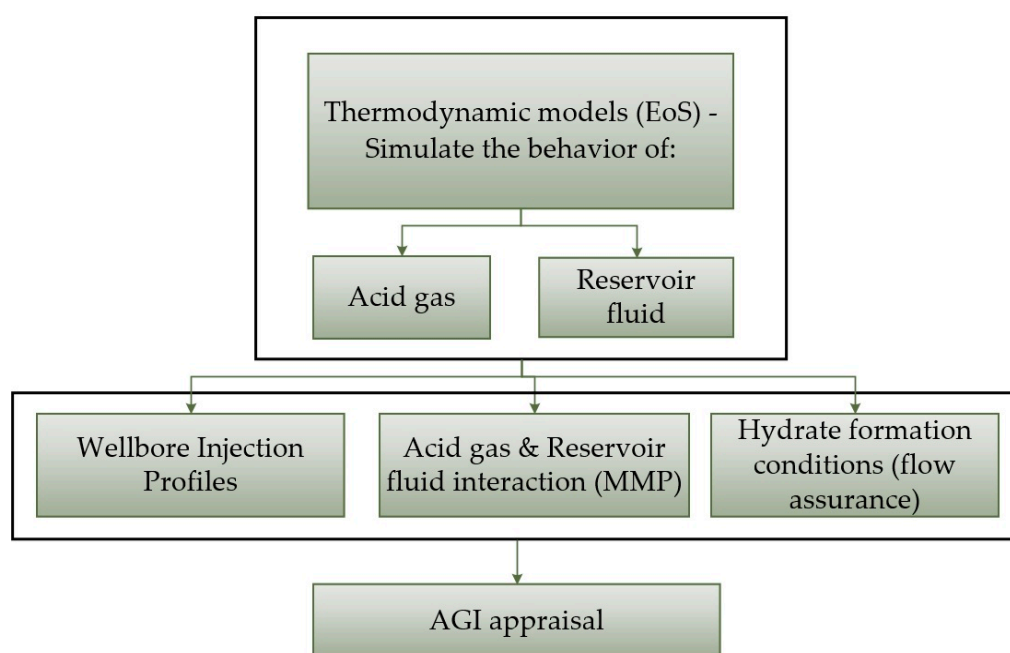 Thermodynamic models (EoS) -
Simulate the behavior of:
Acid gas
Reservoir
fluid
Wellbore Injection
Profiles
Acid gas & Reservoir
fluid interaction (MMP)
Hydrate formation
conditions (flow
assurance)
AGI appraisal